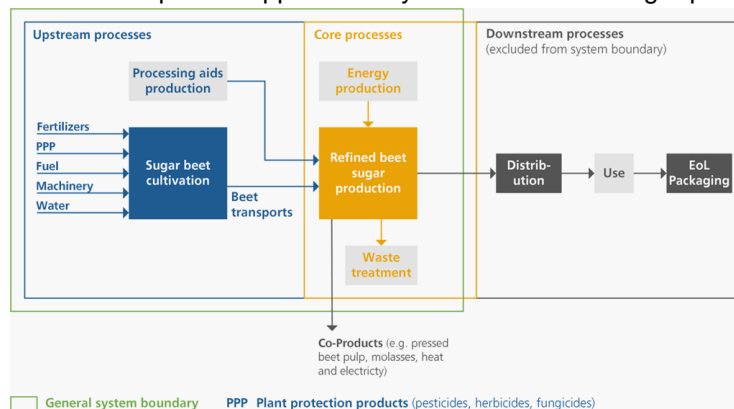 Upstream processes
Core processes
Downstream processes
(excluded from system boundary)
Processing aids
production
Energy
production
Fertilizers
PPP
Fuel
Machinery
Water
Sugar beet
cultivation
Beet
transports
Refined beet
sugar
production
Distrib-
ution
Use
EoL
Packaging
Waste
treatment
Co-Products (e.g. pressed
beet pulp, molasses, heat
and electricty)
General system boundary
PPP Plant protection products (pesticides, herbicides, fungicides)